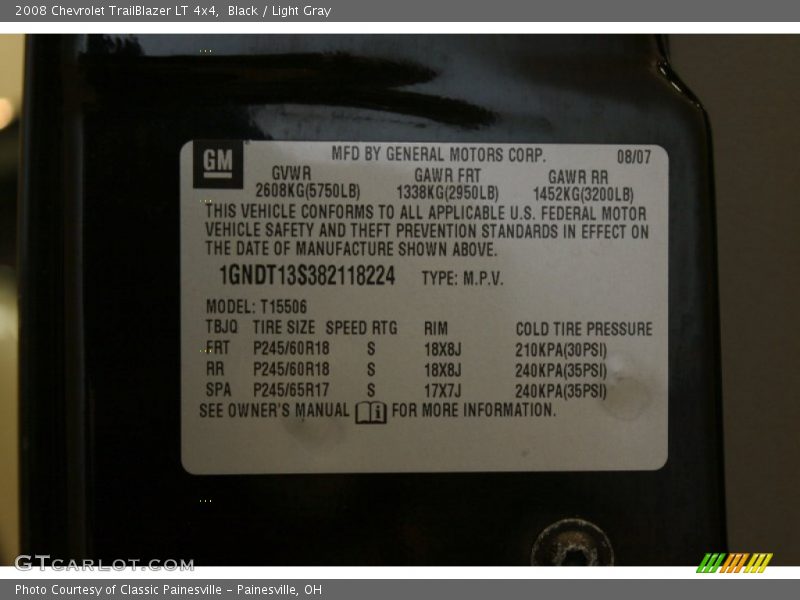 2008 Chevrolet TrailBlazer LT 4x4, Black / Light Gray
GM MFD BY GENERAL MOTORS CORP. 08/07
GVWR GAWR FRT GAWR RR
2608KG(5750LB) 1338KG(2950LB) 1452KG(3200LB)
THIS VEHICLE CONFORMS TO ALL APPLICABLE U.S. FEDERAL MOTOR
VEHICLE SAFETY AND THEFT PREVENTION STANDARDS IN EFFECT ON
THE DATE OF MANUFACTURE SHOWN ABOVE.
1GNDT13S382118224 TYPE: M.P.V.
MODEL: T15506
TBJQ TIRE SIZE SPEED RTG RIM COLD TIRE PRESSURE
FRT P245/60R18 S 18X8J 210KPA(30PSI)
RR P245/60R18 S 18X8J 240KPA(35PSI)
SPA P245/65R17 S 17X7J 240KPA(35PSI)
SEE OWNER'S MANUAL FOR MORE INFORMATION.
GTCARLOT.COM
Photo Courtesy of Classic Painesville - Painesville, OH